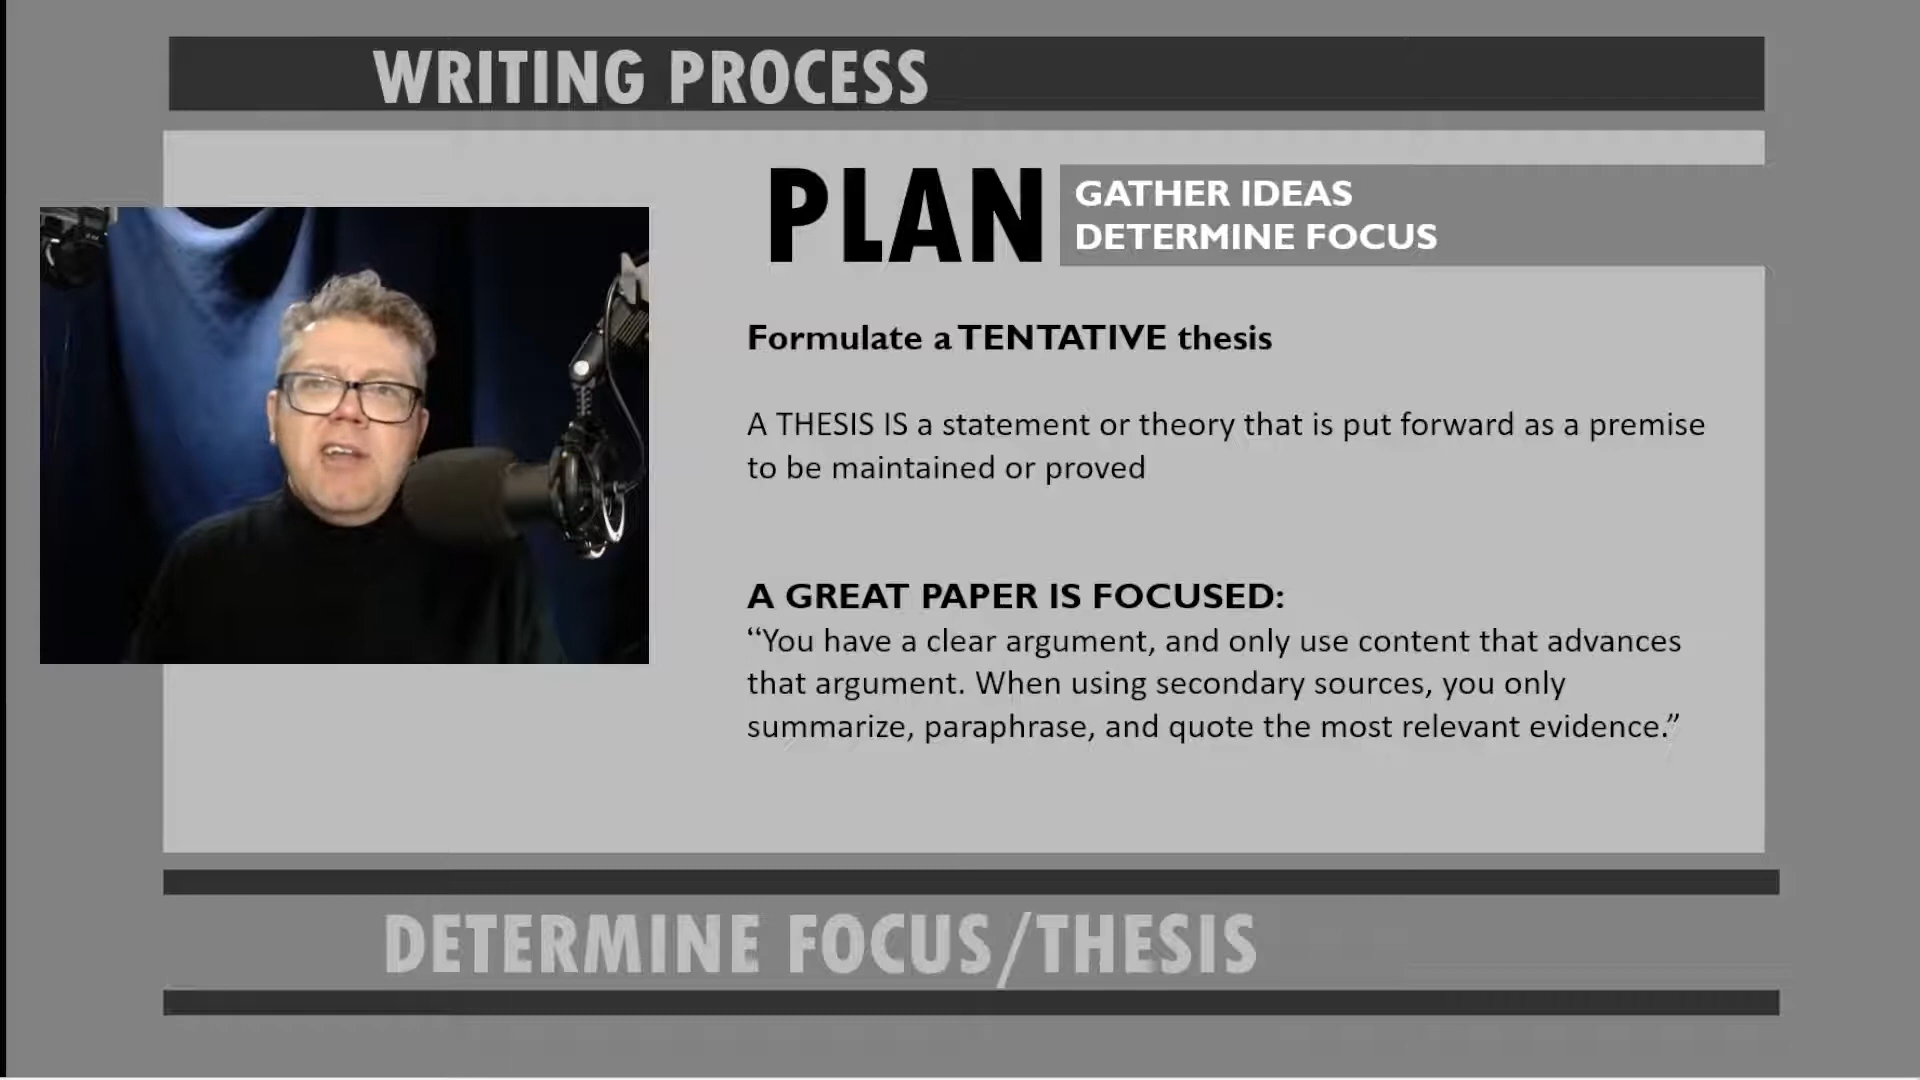 WRITING PROCESS
PLAN
GATHER IDEAS
DETERMINE FOCUS
Formulate a TENTATIVE thesis
A THESIS IS a statement or theory that is put forward as a premise
to be maintained or proved
A GREAT PAPER IS FOCUSED:
“You have a clear argument, and only use content that advances
that argument. When using secondary sources, you only
summarize, paraphrase, and quote the most relevant evidence.”
DETERMINE FOCUS/THESIS